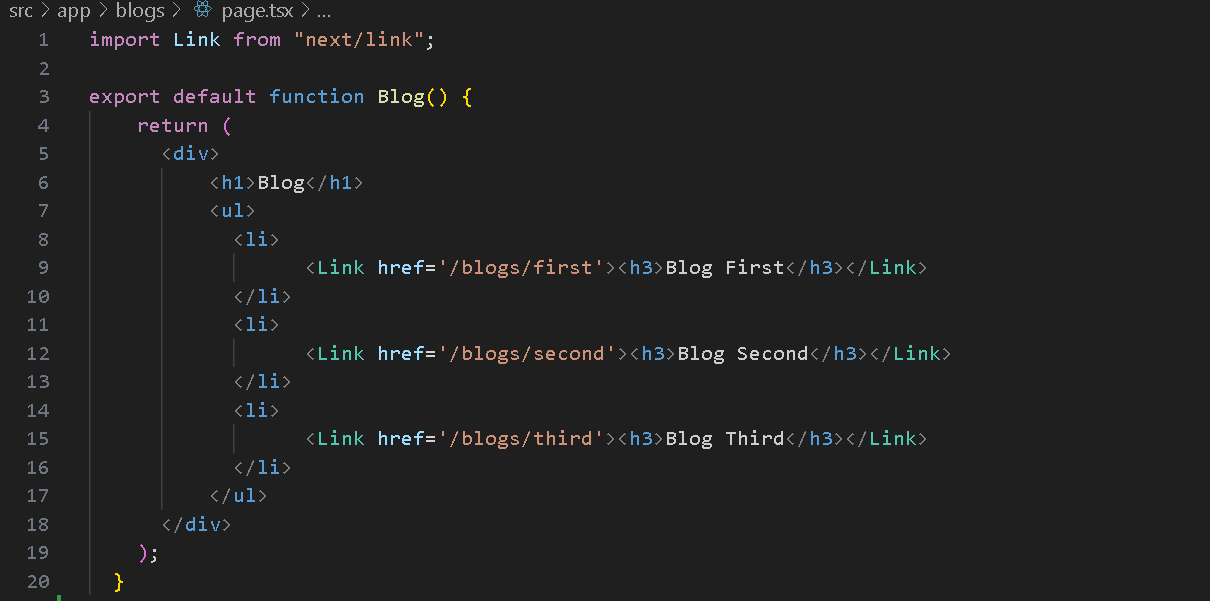 src > app > blogs > page.tsx > ...
1 import Link from "next/link";
2
3 export default function Blog() {
4 return (
5 <div>
6 <h1>Blog</h1>
7 <ul>
8 <li>
9 <Link href='/blogs/first'><h3>Blog First</h3></Link>
10 </li>
11 <li>
12 <Link href='/blogs/second'><h3>Blog Second</h3></Link>
13 </li>
14 <li>
15 <Link href='/blogs/third'><h3>Blog Third</h3></Link>
16 </li>
17 </ul>
18 </div>
19 );
20 }